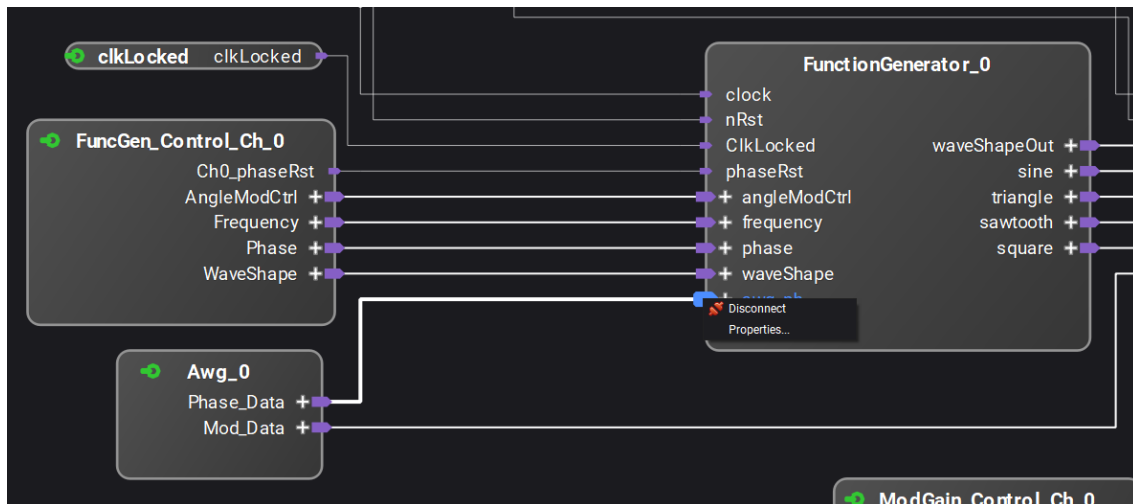 clkLocked clkLocked
FuncGen_Control_Ch_0
Ch0_phaseRst
AngleModCtrl
Frequency
Phase
WaveShape
Awg_0
Phase_Data
Mod_Data
FunctionGenerator_0
clock
nRst
ClkLocked
phaseRst
angleModCtrl
frequency
phase
waveShape
waveShapeOut
sine
triangle
sawtooth
square
Disconnect
Properties...
ModGain_Control_Ch_0